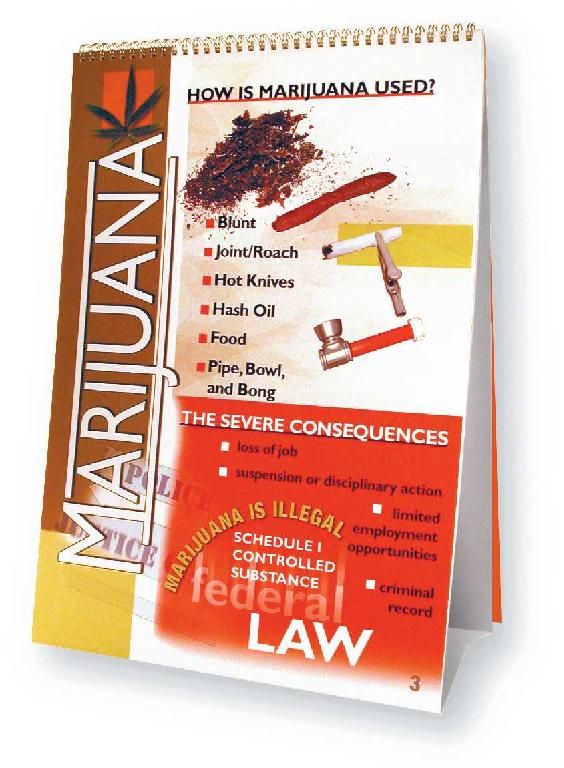 MARIJUANA
HOW IS MARIJUANA USED?
Blunt
Joint/Roach
Hot Knives
Hash Oil
Food
Pipe, Bowl,
and Bong
THE SEVERE CONSEQUENCES
loss of job
suspension or disciplinary action
limited
employment
opportunities
criminal
record
POLICE
JUSTICE
MARIJUANA IS ILLEGAL
SCHEDULE I
CONTROLLED
SUBSTANCE
federal
LAW
3